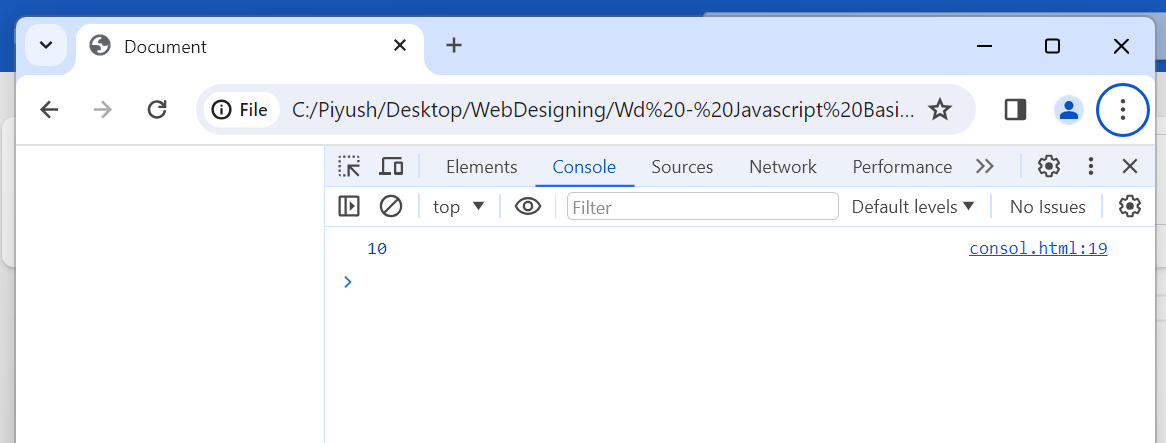 Document
File C:/Piyush/Desktop/WebDesigning/Wd%20-%20Javascript%20Basi...
Elements Console Sources Network Performance
top Filter Default levels No Issues
10 consol.html:19